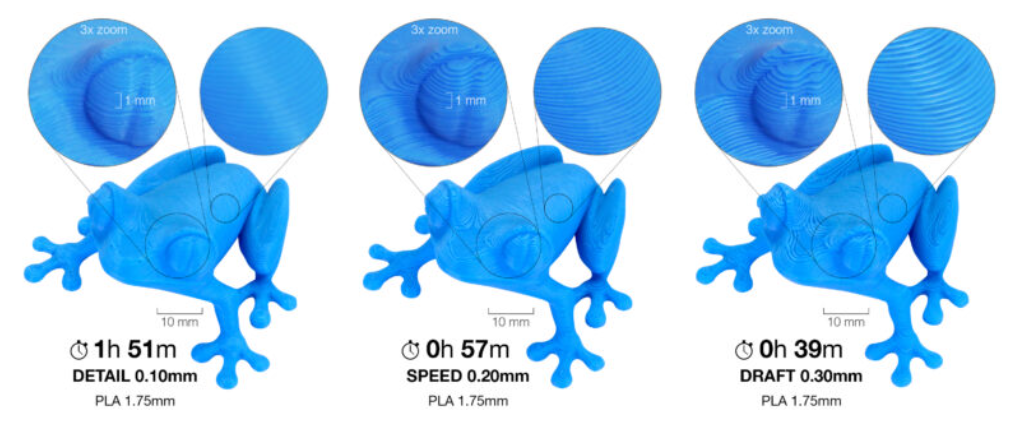 3x zoom
1 mm
10 mm
1h 51m
DETAIL 0.10mm
PLA 1.75mm
3x zoom
1 mm
10 mm
0h 57m
SPEED 0.20mm
PLA 1.75mm
3x zoom
1 mm
10 mm
0h 39m
DRAFT 0.30mm
PLA 1.75mm